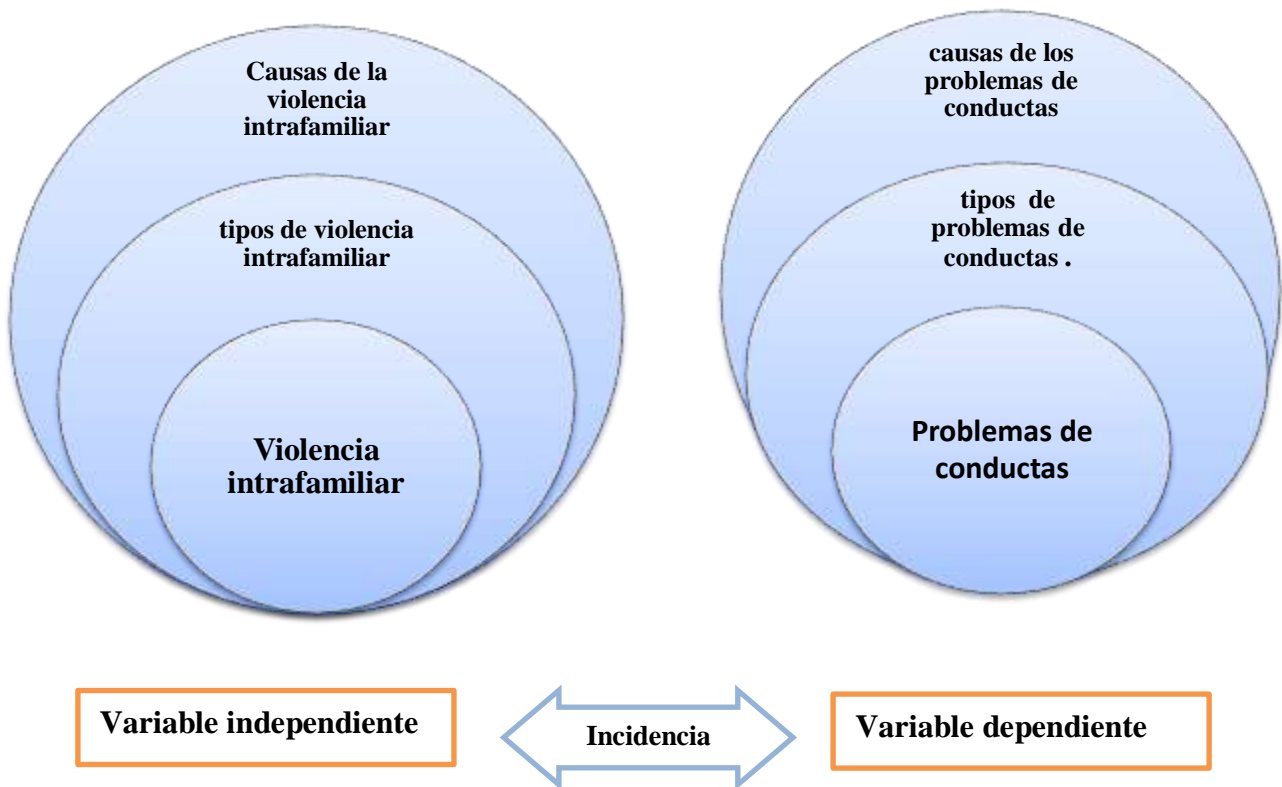 Causas de la
violencia
intrafamiliar
tipos de violencia
intrafamiliar
Violencia
intrafamiliar
causas de los
problemas de
conductas
tipos de
problemas de
conductas .
Problemas de
conductas
Variable independiente
Incidencia
Variable dependiente